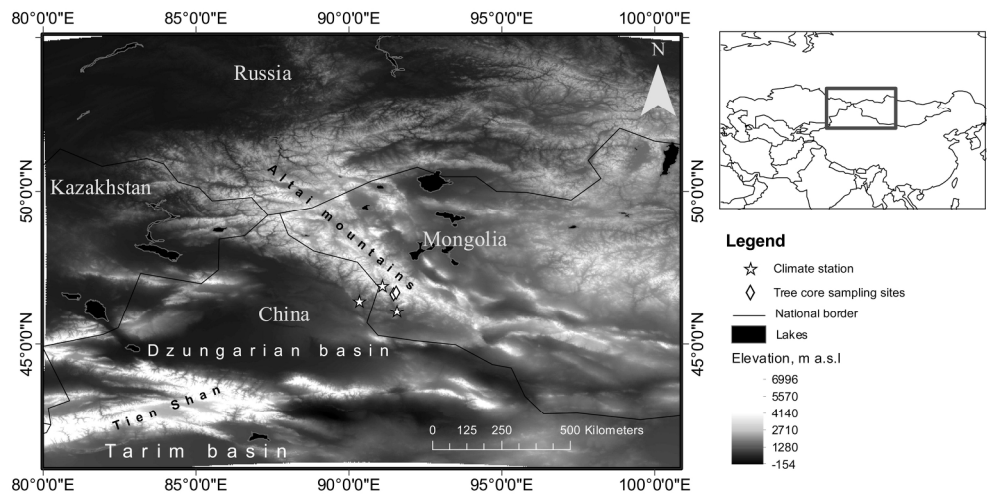 80°0'0"E 85°0'0"E 90°0'0"E 95°0'0"E 100°0'0"E
N
Russia
Kazakhstan
Altai mountains
Mongolia
China
Dzungarian basin
Tien Shan
Tarim basin
0 125 250 500 Kilometers
50°0'0"N
45°0'0"N
50°0'0"N
45°0'0"N
80°0'0"E 85°0'0"E 90°0'0"E 95°0'0"E 100°0'0"E
Legend
Climate station
Tree core sampling sites
National border
Lakes
Elevation, m a.s.l
6996
5570
4140
2710
1280
-154